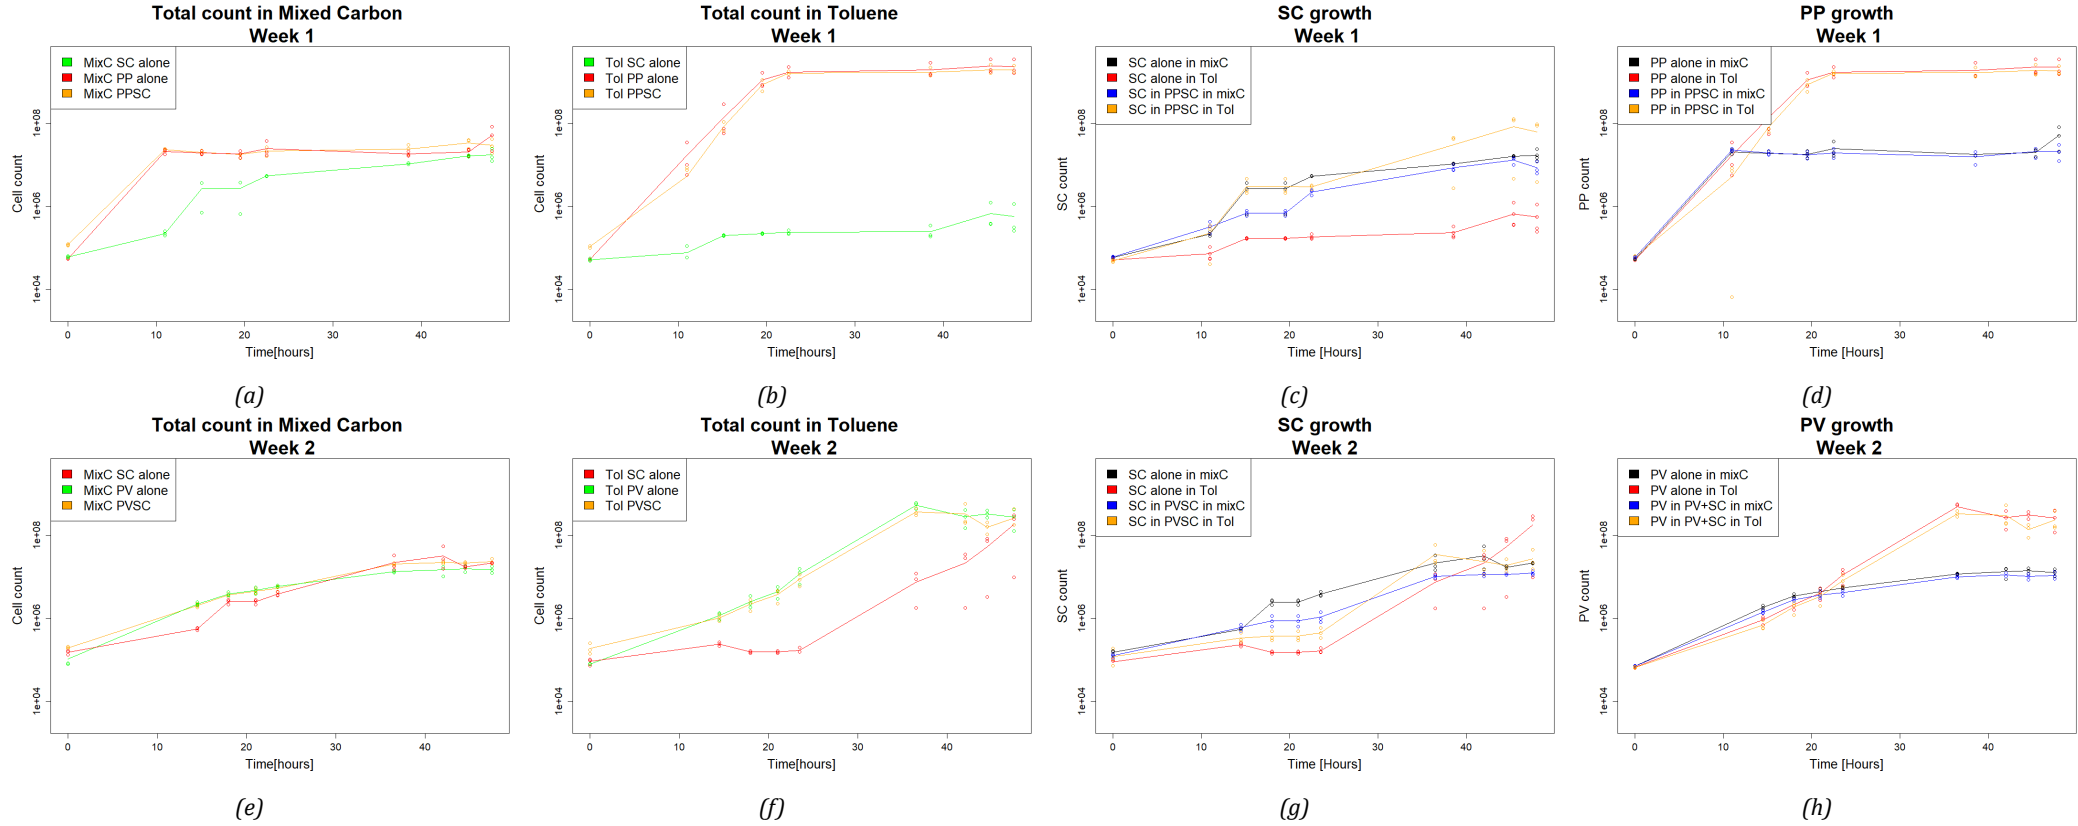 Total count in Mixed Carbon
Week 1
MixC SC alone
MixC PP alone
MixC PPSC
Cell count
1e+04
1e+06
1e+08
0
10
20
30
40
Time[hours]
(a)
Total count in Toluene
Week 1
Tol SC alone
Tol PP alone
Tol PPSC
Cell count
1e+04
1e+06
1e+08
0
10
20
30
40
Time[hours]
(b)
SC growth
Week 1
SC alone in mixC
SC alone in Tol
SC in PPSC in mixC
SC in PPSC in Tol
SC count
1e+04
1e+06
1e+08
0
10
20
30
40
Time [Hours]
(c)
PP growth
Week 1
PP alone in mixC
PP alone in Tol
PP in PPSC in mixC
PP in PPSC in Tol
PP count
1e+04
1e+06
1e+08
0
10
20
30
40
Time [Hours]
(d)
Total count in Mixed Carbon
Week 2
MixC SC alone
MixC PV alone
MixC PVSC
Cell count
1e+04
1e+06
1e+08
0
10
20
30
40
Time[hours]
(e)
Total count in Toluene
Week 2
Tol SC alone
Tol PV alone
Tol PVSC
Cell count
1e+04
1e+06
1e+08
0
10
20
30
40
Time[hours]
(f)
SC growth
Week 2
SC alone in mixC
SC alone in Tol
SC in PVSC in mixC
SC in PVSC in Tol
SC count
1e+04
1e+06
1e+08
0
10
20
30
40
Time [Hours]
(g)
PV growth
Week 2
PV alone in mixC
PV alone in Tol
PV in PV+SC in mixC
PV in PV+SC in Tol
PV count
1e+04
1e+06
1e+08
0
10
20
30
40
Time [Hours]
(h)